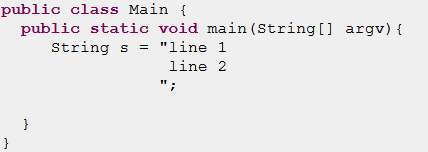 public class Main {
  public static void main(String[] argv){
     String s = "line 1
                 line 2
                ";

  }
}